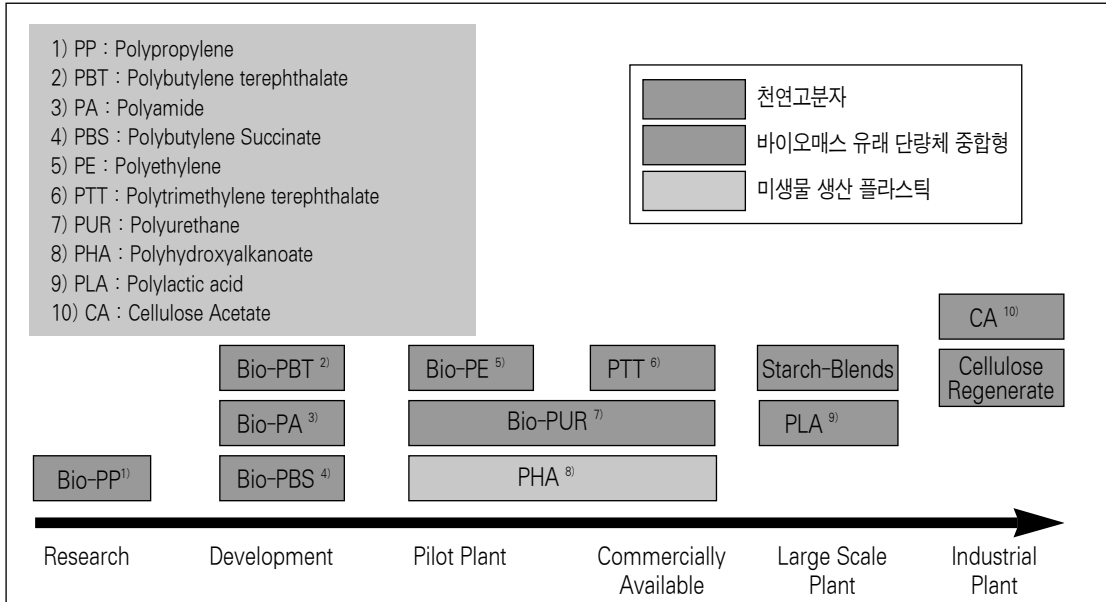 1) PP : Polypropylene
2) PBT : Polybutylene terephthalate
3) PA : Polyamide
4) PBS : Polybutylene Succinate
5) PE : Polyethylene
6) PTT : Polytrimethylene terephthalate
7) PUR : Polyurethane
8) PHA : Polyhydroxyalkanoate
9) PLA : Polylactic acid
10) CA : Cellulose Acetate
천연고분자
바이오매스 유래 단량체 중합형
미생물 생산 플라스틱
CA 10)
Bio-PBT 2)
Bio-PE 5)
PTT 6)
Starch-Blends
Cellulose
Regenerate
Bio-PA 3)
Bio-PUR 7)
PLA 9)
Bio-PP1)
Bio-PBS 4)
PHA 8)
Research
Development
Pilot Plant
Commercially
Available
Large Scale
Plant
Industrial
Plant